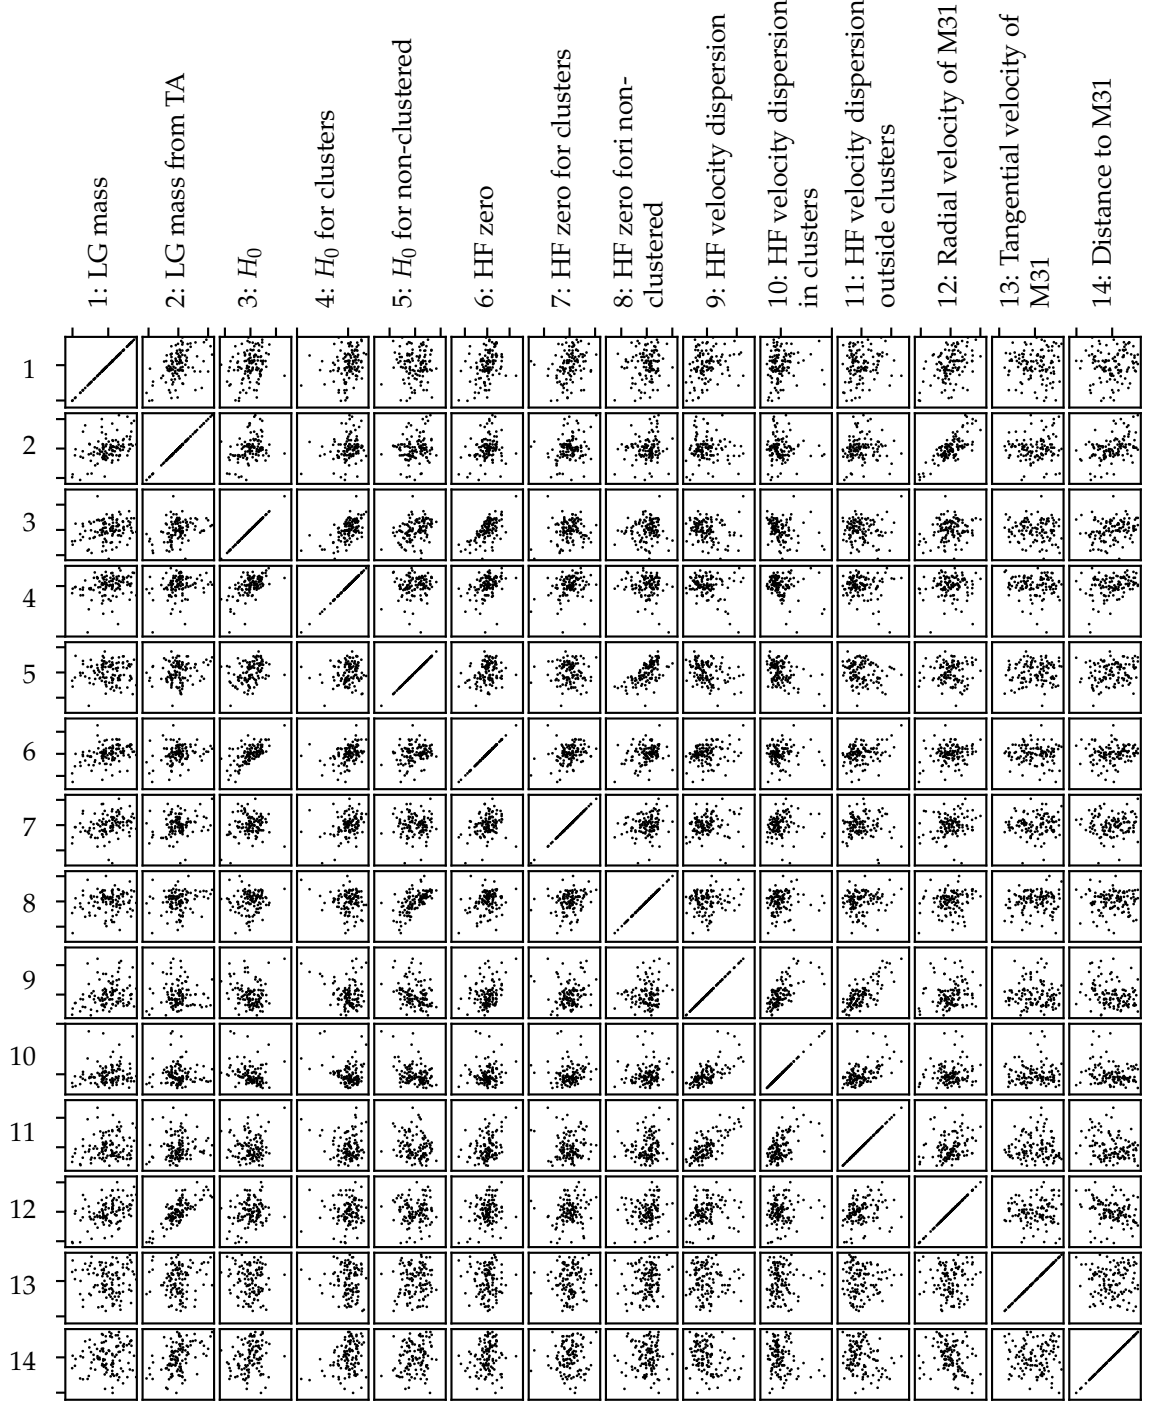 1: LG mass
2: LG mass from TA
3: H0
4: H0 for clusters
5: H0 for non-clustered
6: HF zero
7: HF zero for clusters
8: HF zero fori non-
clustered
9: HF velocity dispersion
10: HF velocity dispersion
in clusters
11: HF velocity dispersion
outside clusters
12: Radial velocity of M31
13: Tangential velocity of
M31
14: Distance to M31
1
2
3
4
5
6
7
8
9
10
11
12
13
14